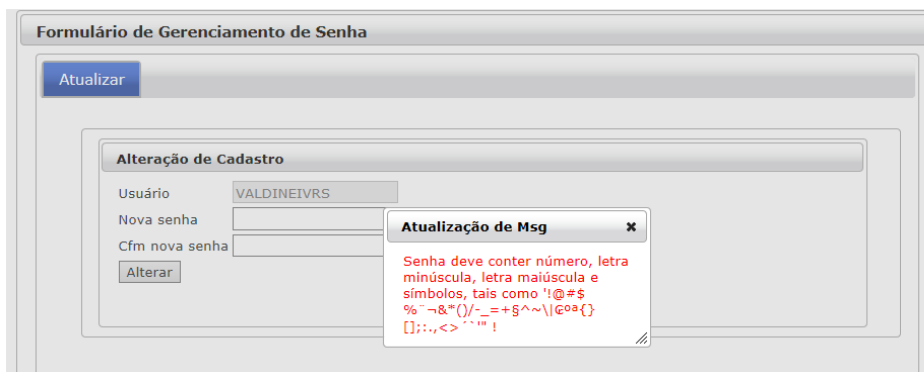 Formulário de Gerenciamento de Senha
Atualizar
Alteração de Cadastro
Usuário VALDINEIVRS
Nova senha
Cfm nova senha
Alterar
Atualização de Msg
Senha deve conter número, letra
minúscula, letra maiúscula e
símbolos, tais como '!@#$
%¨¬&*()/-_=+§^~\|₢ºª{}
[];:.,<>´`'" !